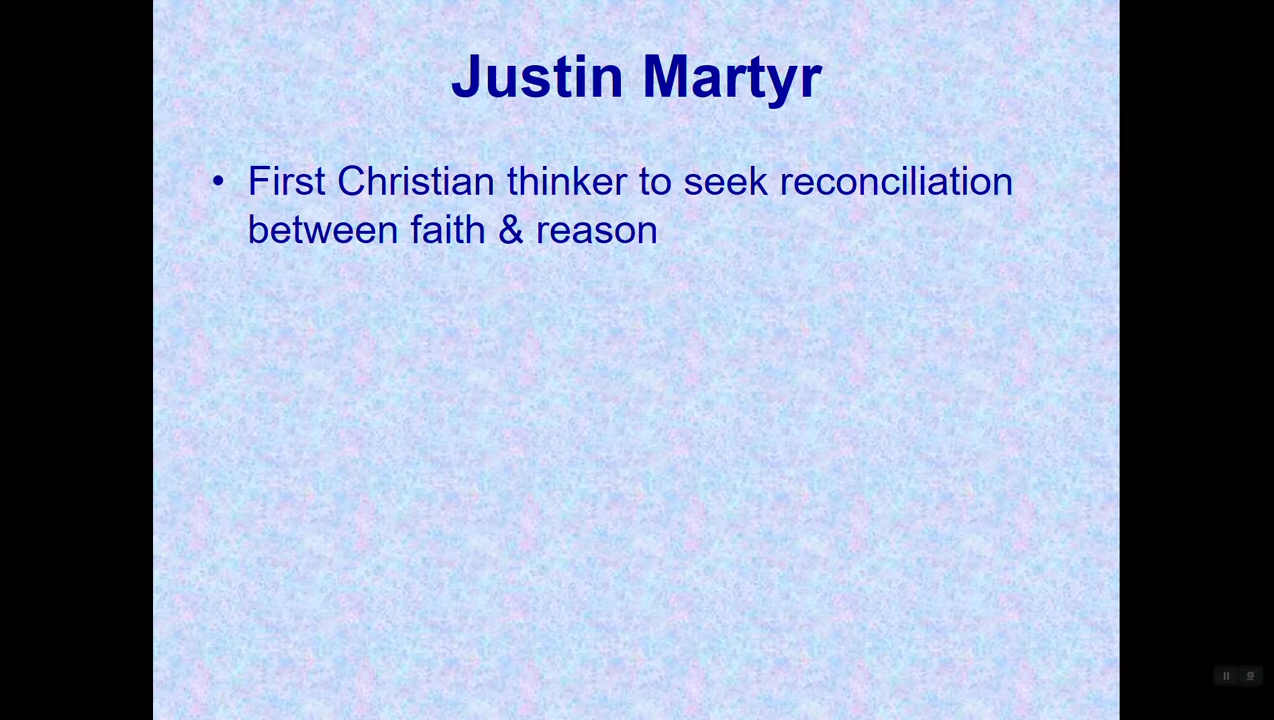 Justin Martyr
• First Christian thinker to seek reconciliation
between faith & reason